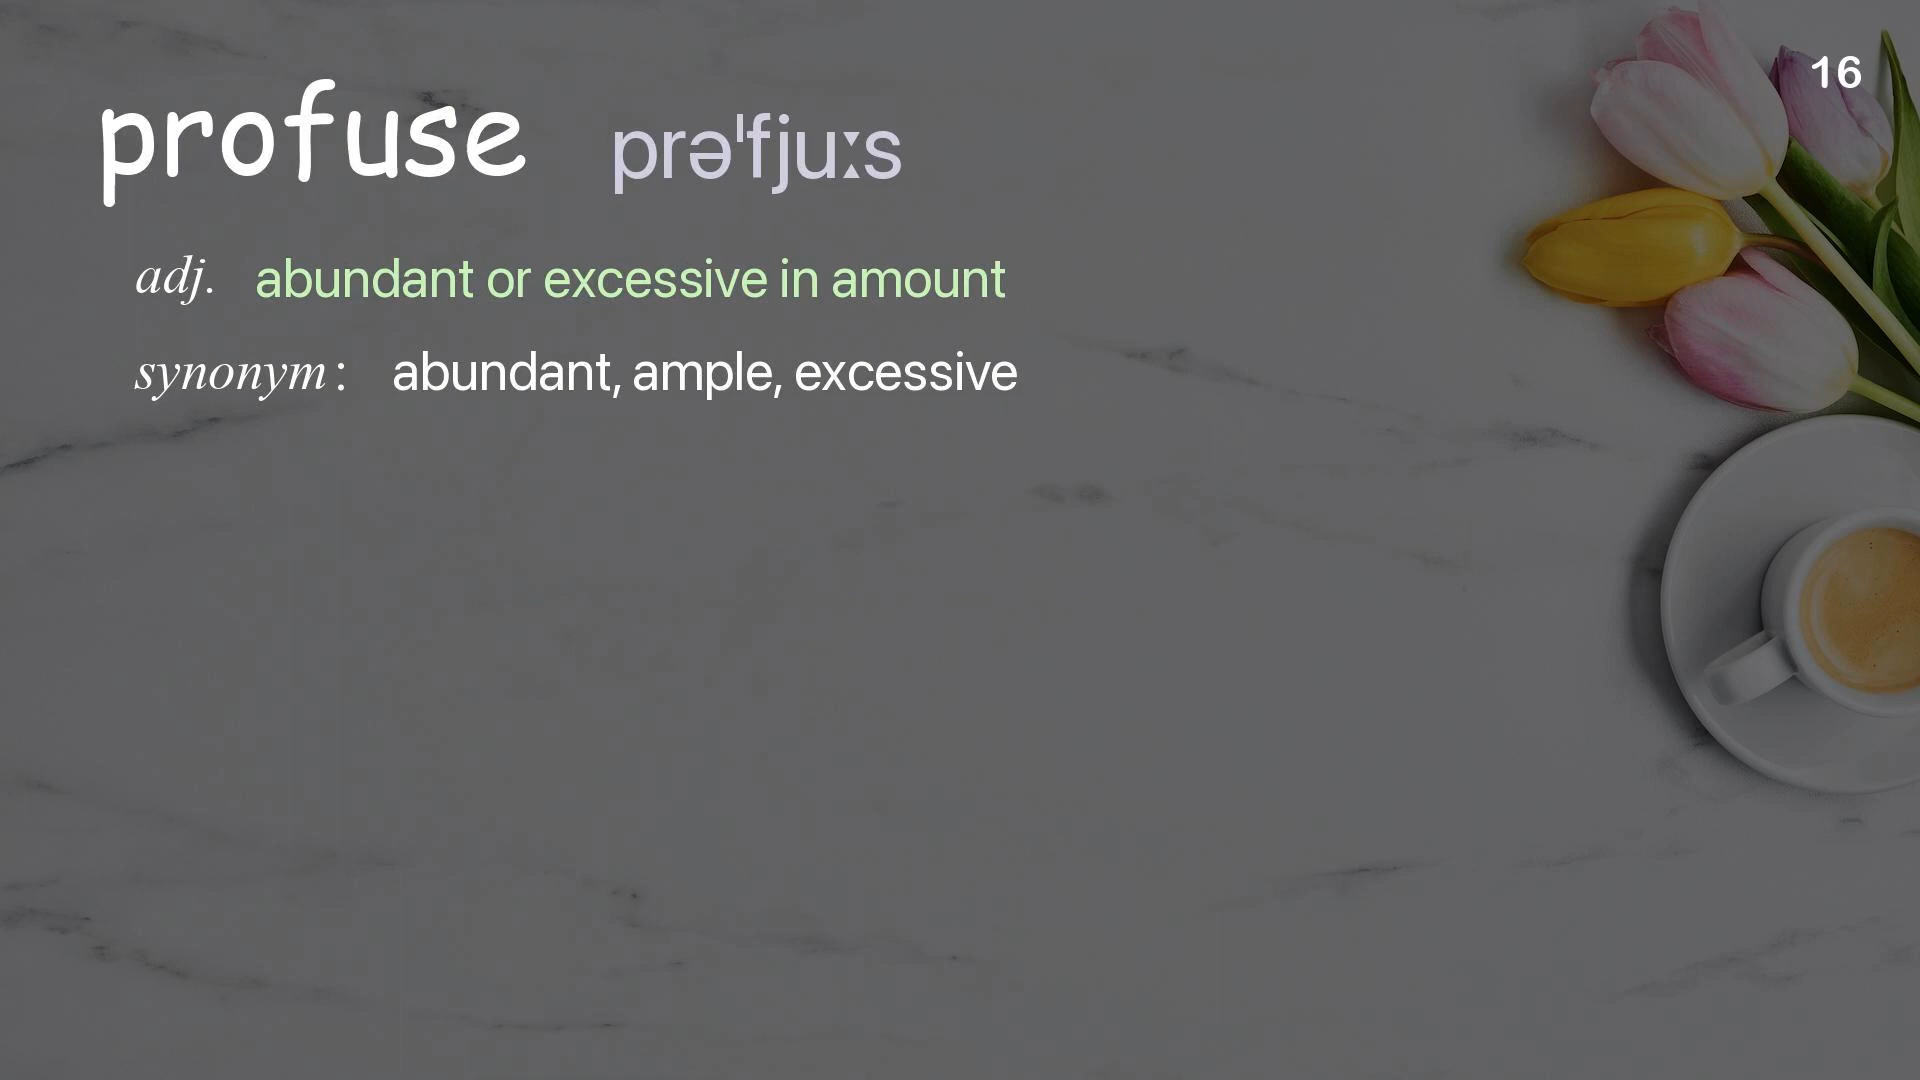 16
profuse prəˈfjuːs
adj. abundant or excessive in amount
synonym: abundant, ample, excessive